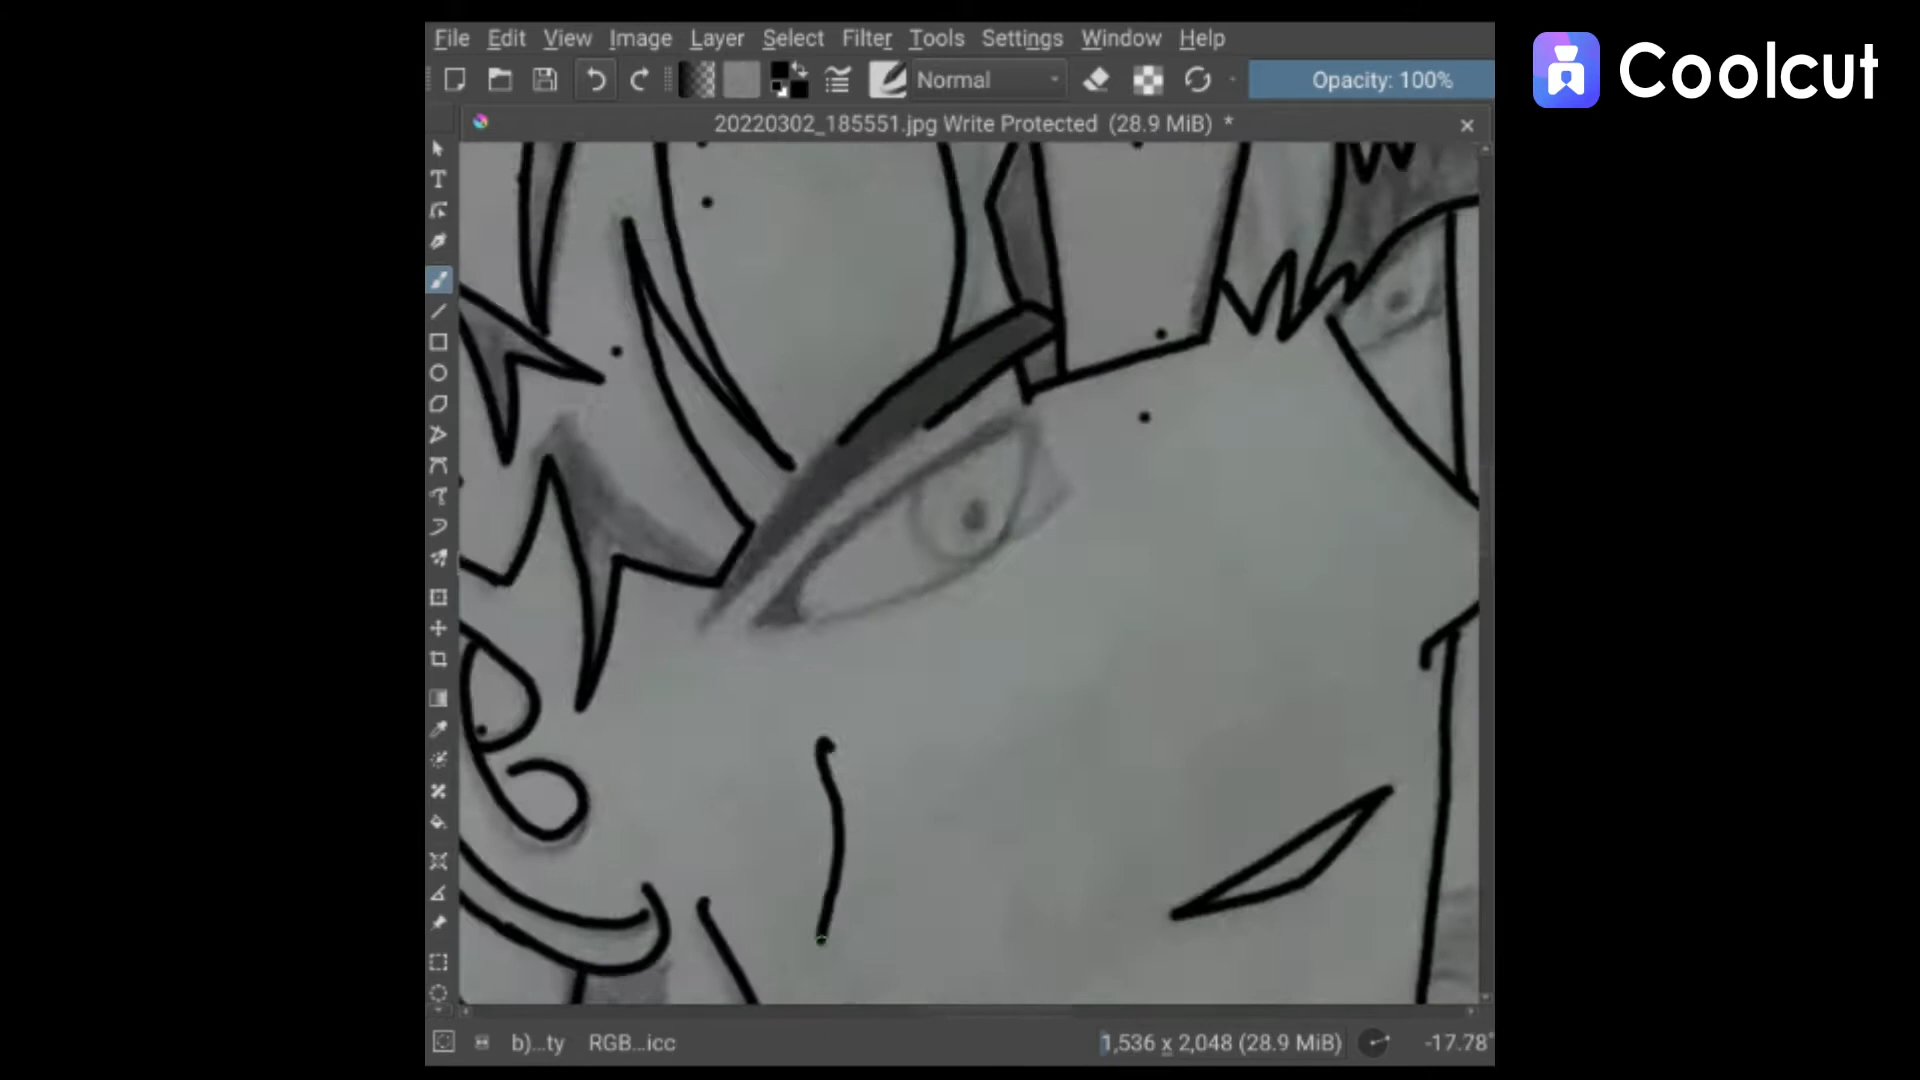 File Edit View Image Layer Select Filter Tools Settings Window Help
Coolcut
Normal
Opacity: 100%
20220302_185551.jpg Write Protected (28.9 MiB) *
b)...ty RGB...icc
1,536 x 2,048 (28.9 MiB)
-17.78°